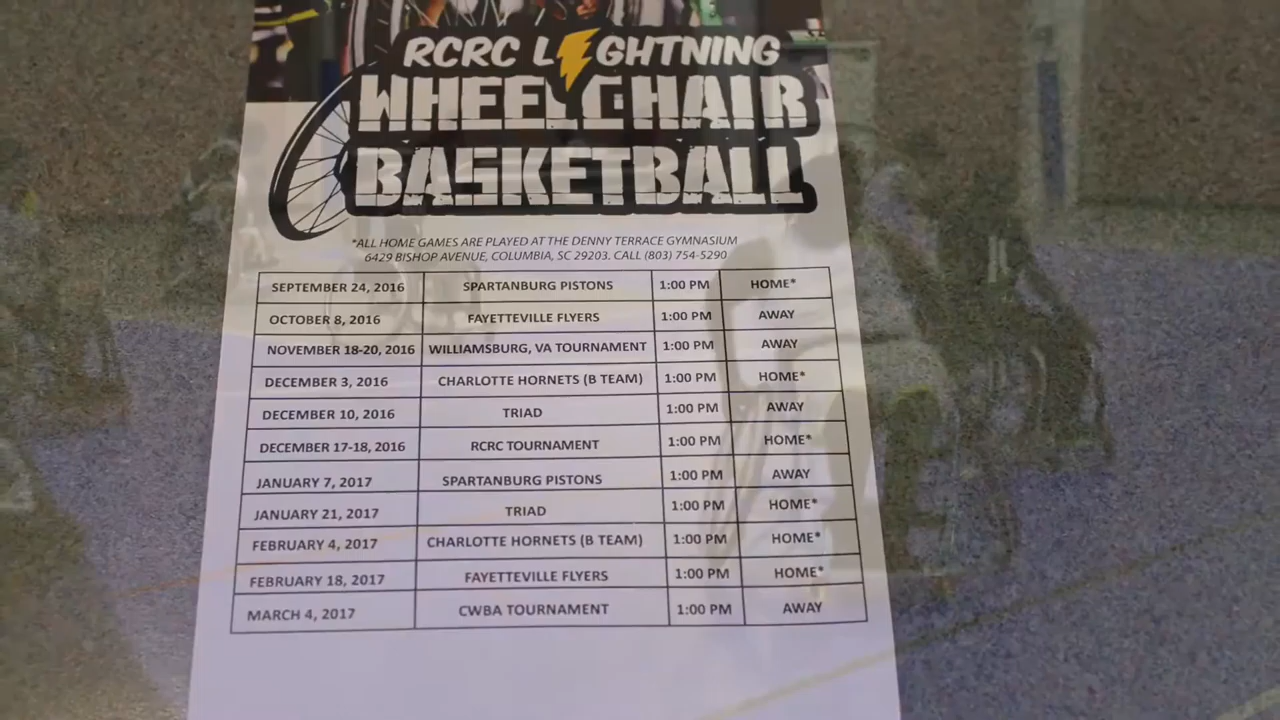 RCRC LIGHTNING
WHEELCHAIR
BASKETBALL
*ALL HOME GAMES ARE PLAYED AT THE DENNY TERRACE GYMNASIUM
6429 BISHOP AVENUE, COLUMBIA, SC 29203. CALL (803) 754-5290
SEPTEMBER 24, 2016 SPARTANBURG PISTONS 1:00 PM HOME*
OCTOBER 8, 2016 FAYETTEVILLE FLYERS 1:00 PM AWAY
NOVEMBER 18-20, 2016 WILLIAMSBURG, VA TOURNAMENT 1:00 PM AWAY
DECEMBER 3, 2016 CHARLOTTE HORNETS (B TEAM) 1:00 PM HOME*
DECEMBER 10, 2016 TRIAD 1:00 PM AWAY
DECEMBER 17-18, 2016 RCRC TOURNAMENT 1:00 PM HOME*
JANUARY 7, 2017 SPARTANBURG PISTONS 1:00 PM AWAY
JANUARY 21, 2017 TRIAD 1:00 PM HOME*
FEBRUARY 4, 2017 CHARLOTTE HORNETS (B TEAM) 1:00 PM HOME*
FEBRUARY 18, 2017 FAYETTEVILLE FLYERS 1:00 PM HOME*
MARCH 4, 2017 CWBA TOURNAMENT 1:00 PM AWAY